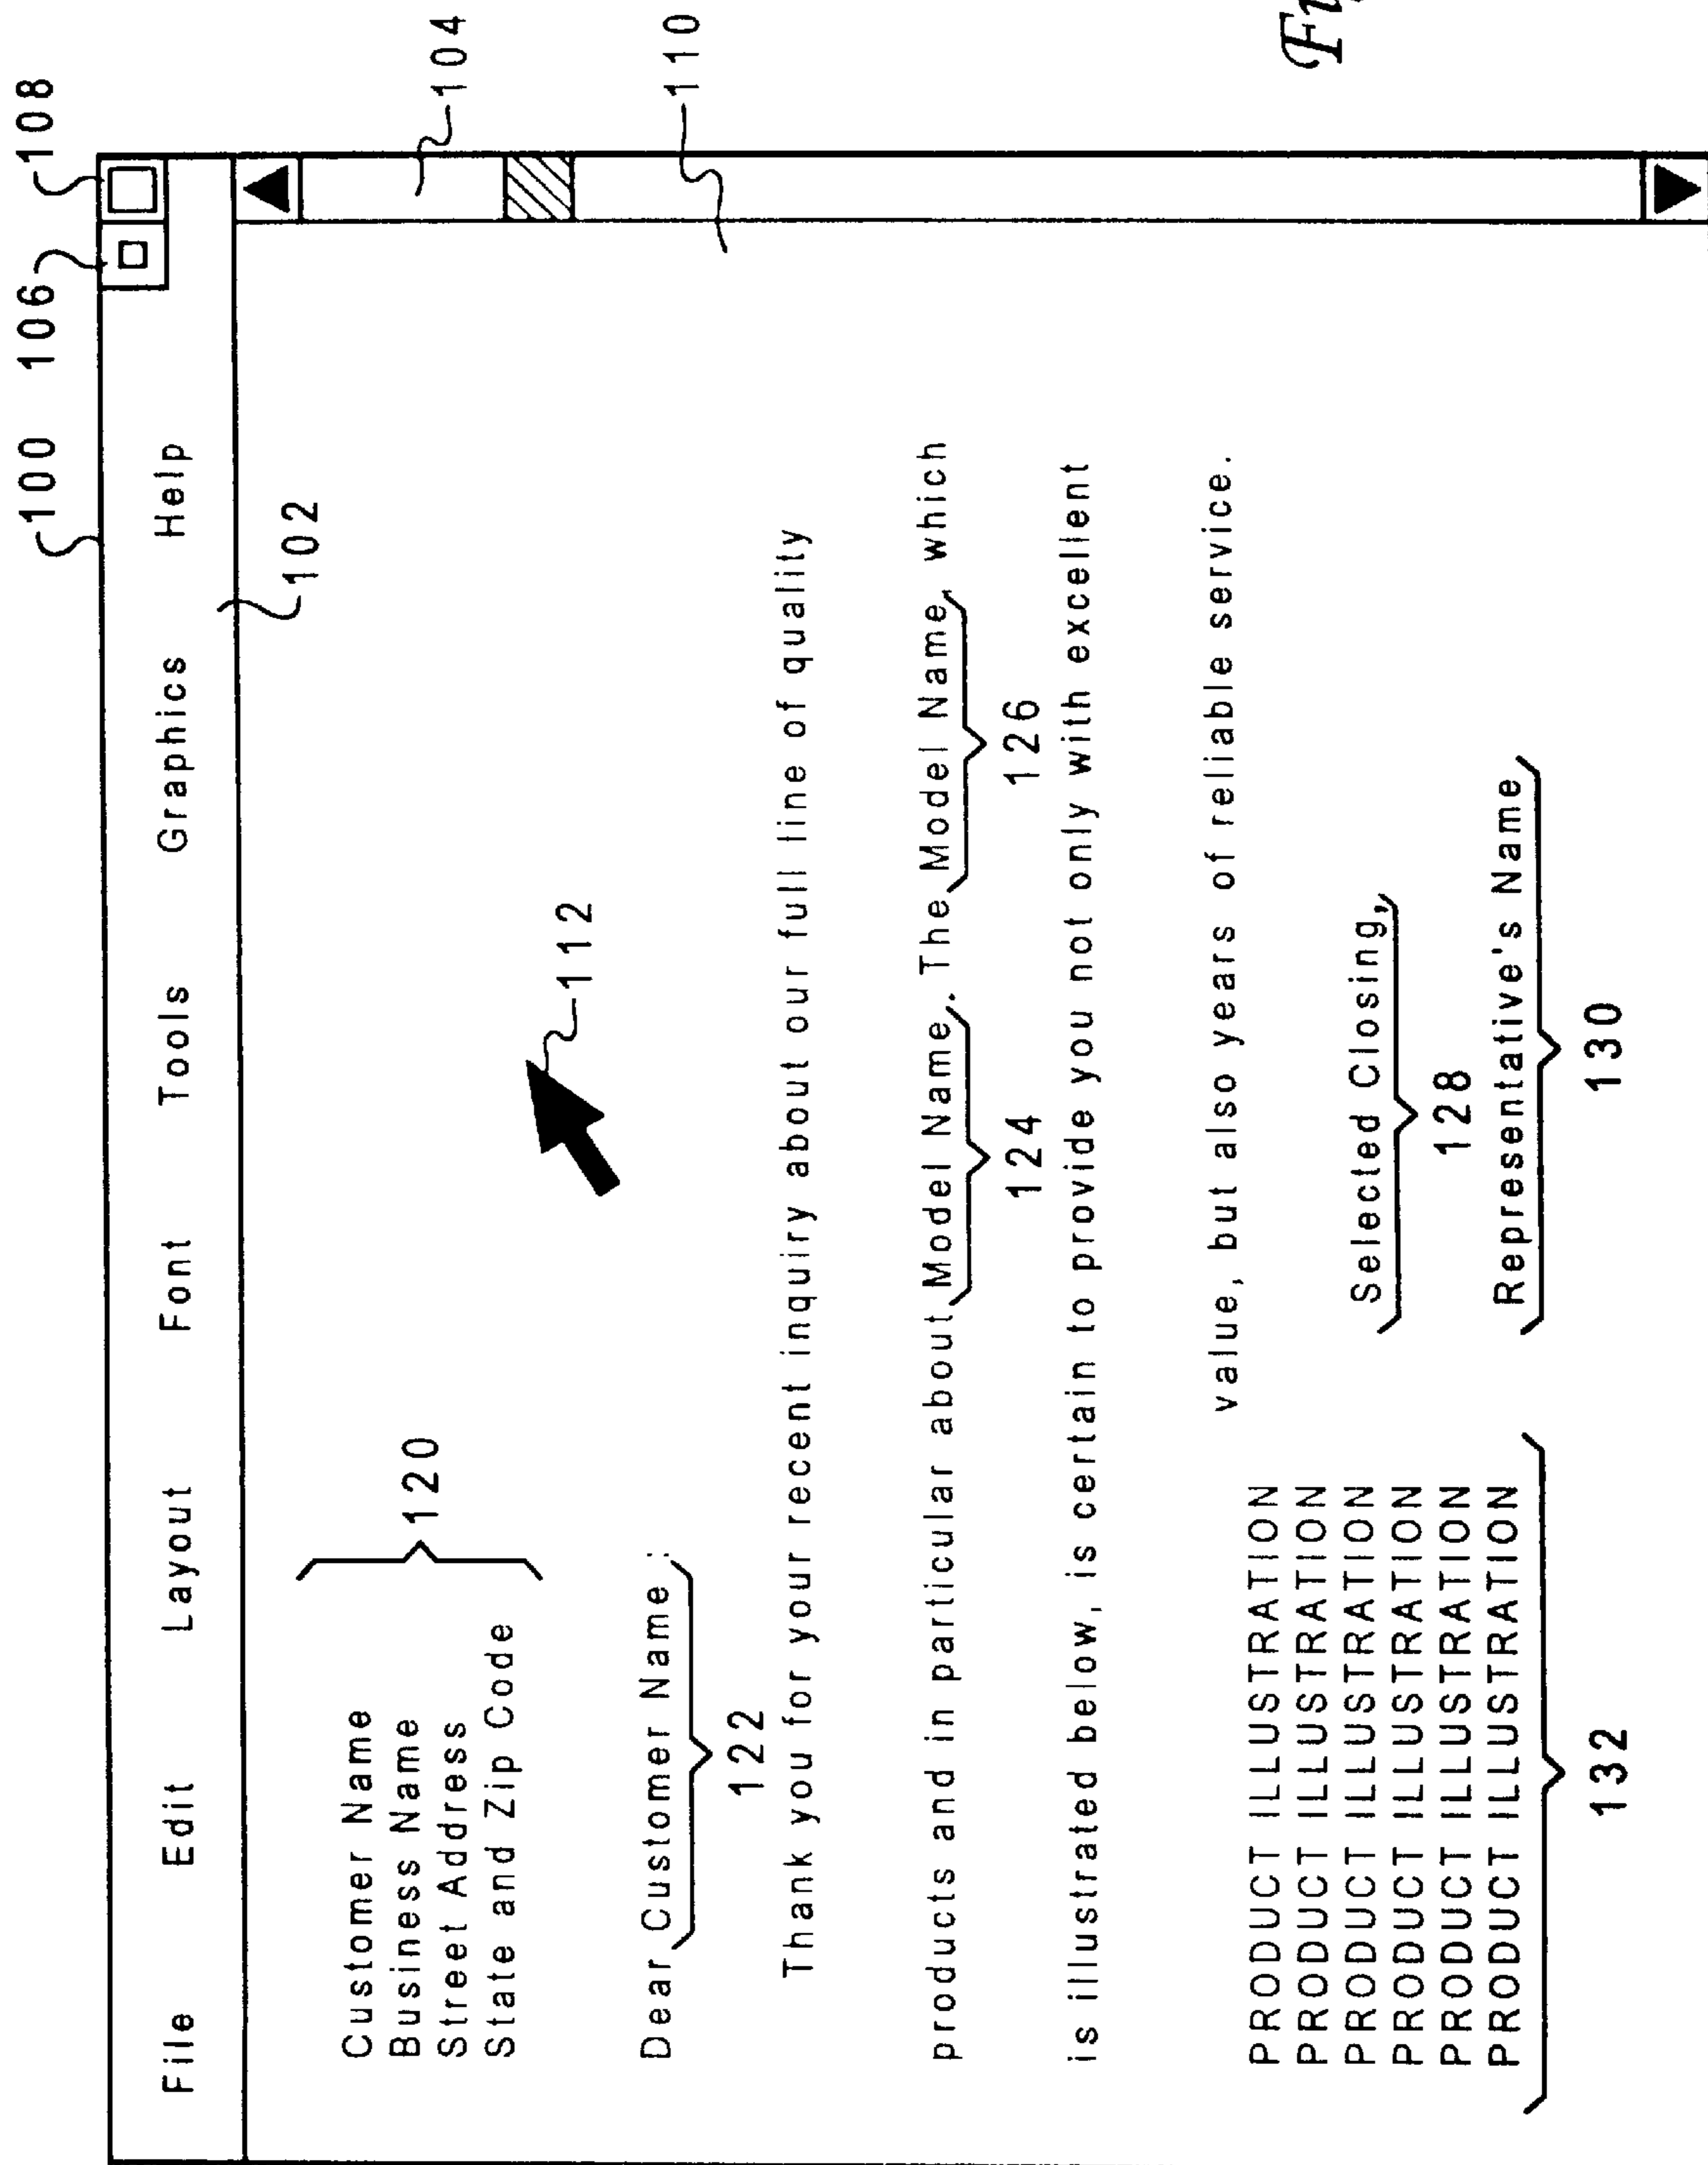 100 106 108
File Edit Layout Font Tools Graphics Help
102
104
110
Customer Name
Business Name
Street Address
State and Zip Code
120
112
Dear Customer Name :
122
Thank you for your recent inquiry about our full line of quality
products and in particular about Model Name. The Model Name, which
124 126
is illustrated below, is certain to provide you not only with excellent
value, but also years of reliable service.
PRODUCT ILLUSTRATION
PRODUCT ILLUSTRATION
PRODUCT ILLUSTRATION
PRODUCT ILLUSTRATION
PRODUCT ILLUSTRATION
PRODUCT ILLUSTRATION
132
Selected Closing,
128
Representative's Name
130